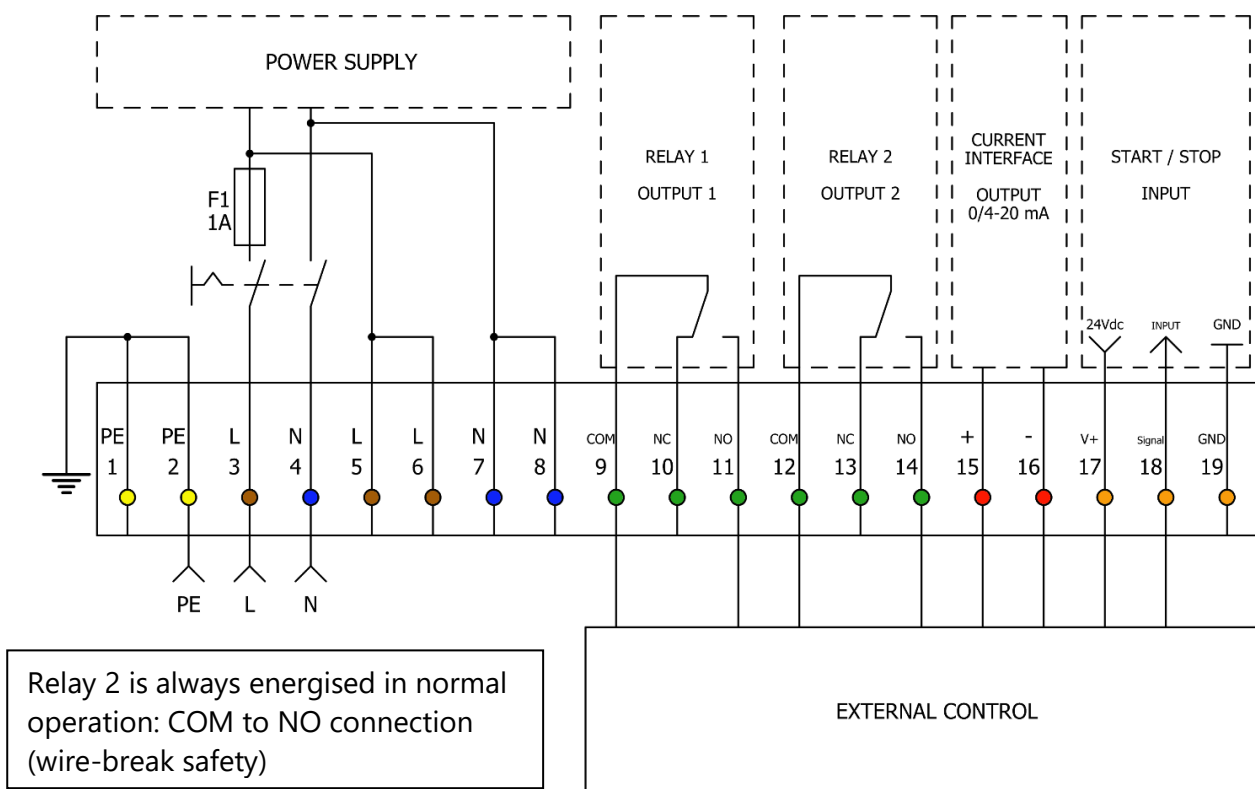 POWER SUPPLY
F1
1A
RELAY 1
OUTPUT 1
RELAY 2
OUTPUT 2
CURRENT
INTERFACE
OUTPUT
0/4-20 mA
START / STOP
INPUT
24Vdc INPUT GND
PE PE L N L L N N COM NC NO COM NC NO + - V+ Signal GND
1 2 3 4 5 6 7 8 9 10 11 12 13 14 15 16 17 18 19
PE L N
Relay 2 is always energised in normal
operation: COM to NO connection
(wire-break safety)
EXTERNAL CONTROL